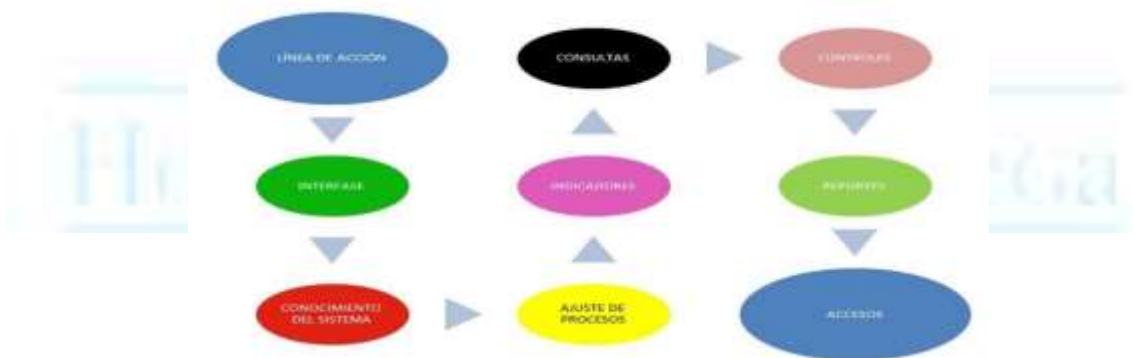 LÍNEA DE ACCIÓN
INTERFASE
CONOCIMIENTO
DEL SISTEMA
AJUSTE DE
PROCESOS
INDICADORES
CONSULTAS
CONTROLES
REPORTES
ACCESOS